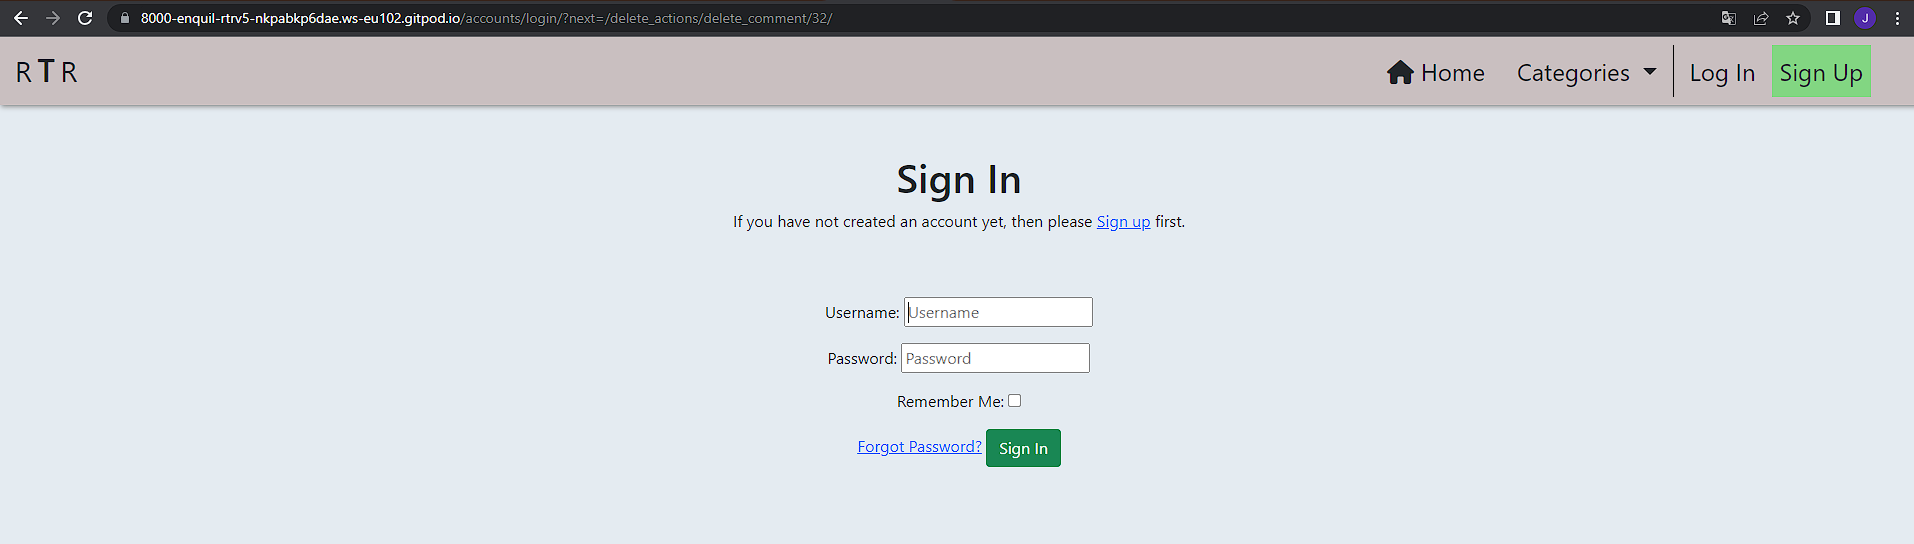 8000-enquil-rtrv5-nkpabkp6dae.ws-eu102.gitpod.io/accounts/login/?next=/delete_actions/delete_comment/32/
J
R T R
Home Categories Log In Sign Up
Sign In
If you have not created an account yet, then please Sign up first.
Username: Username
Password: Password
Remember Me:
Forgot Password? Sign In